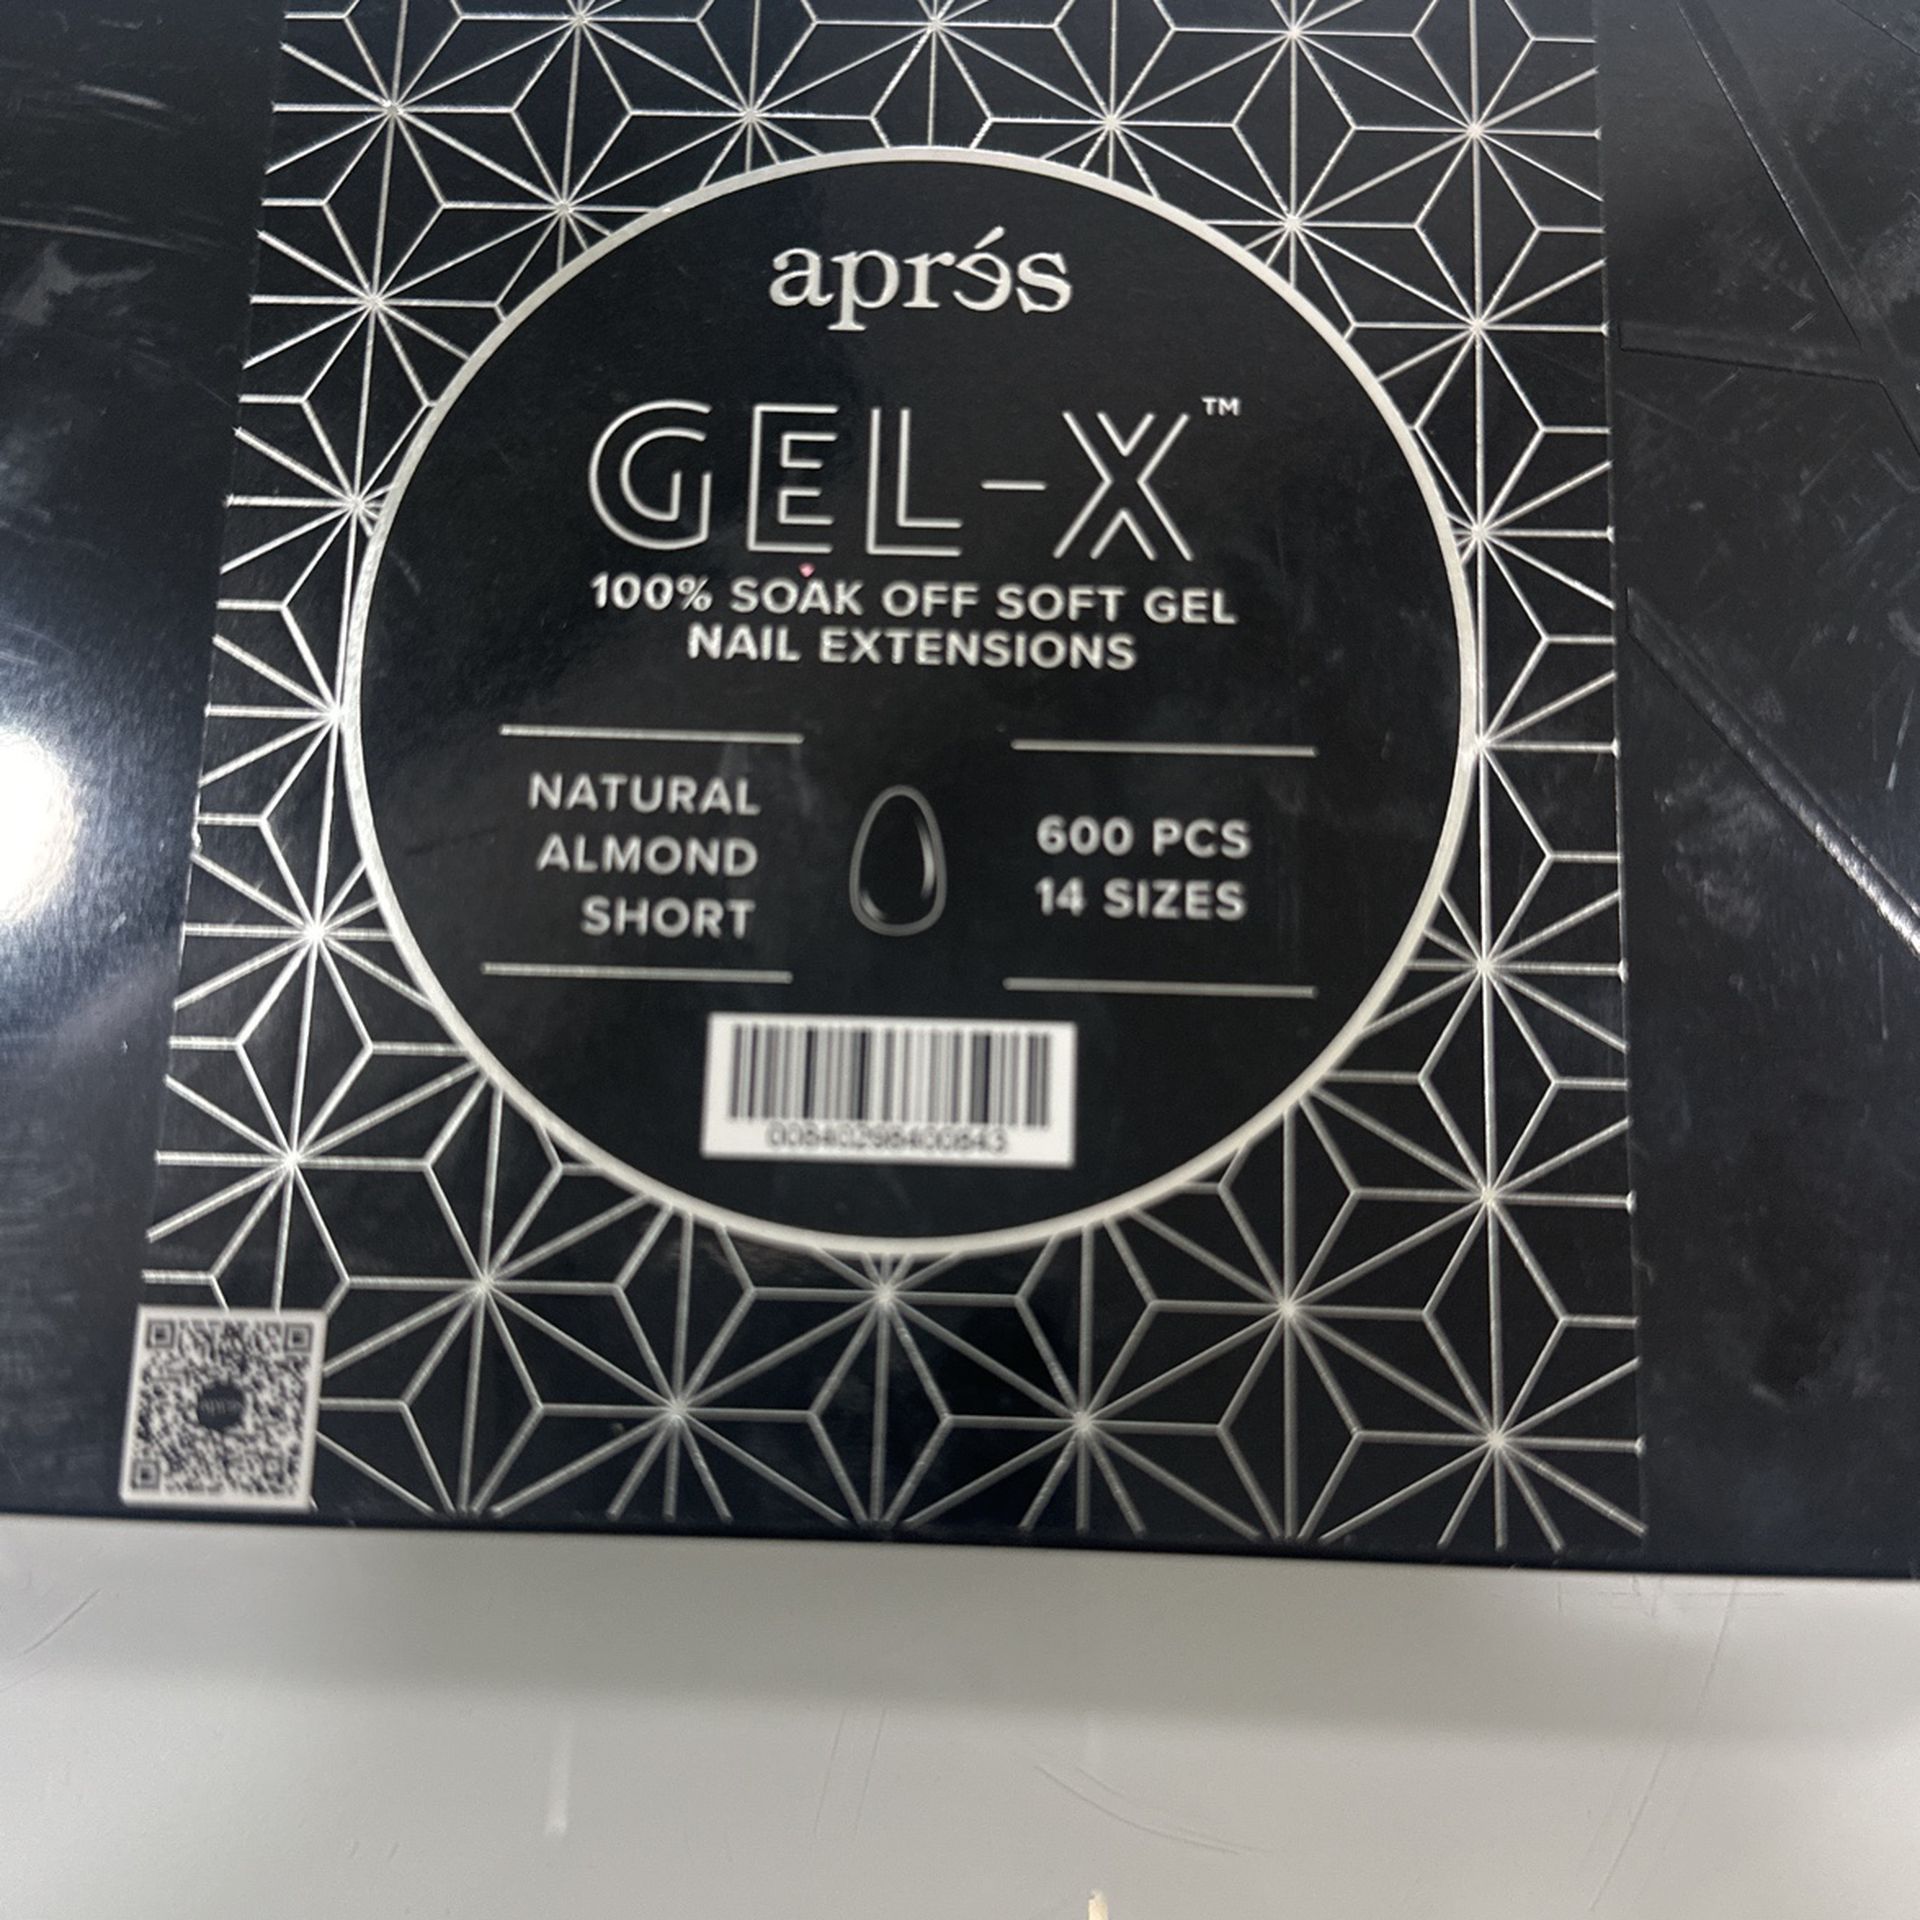 aprés
GEL-X™
100% SOAK OFF SOFT GEL
NAIL EXTENSIONS
NATURAL
ALMOND
SHORT
600 PCS
14 SIZES